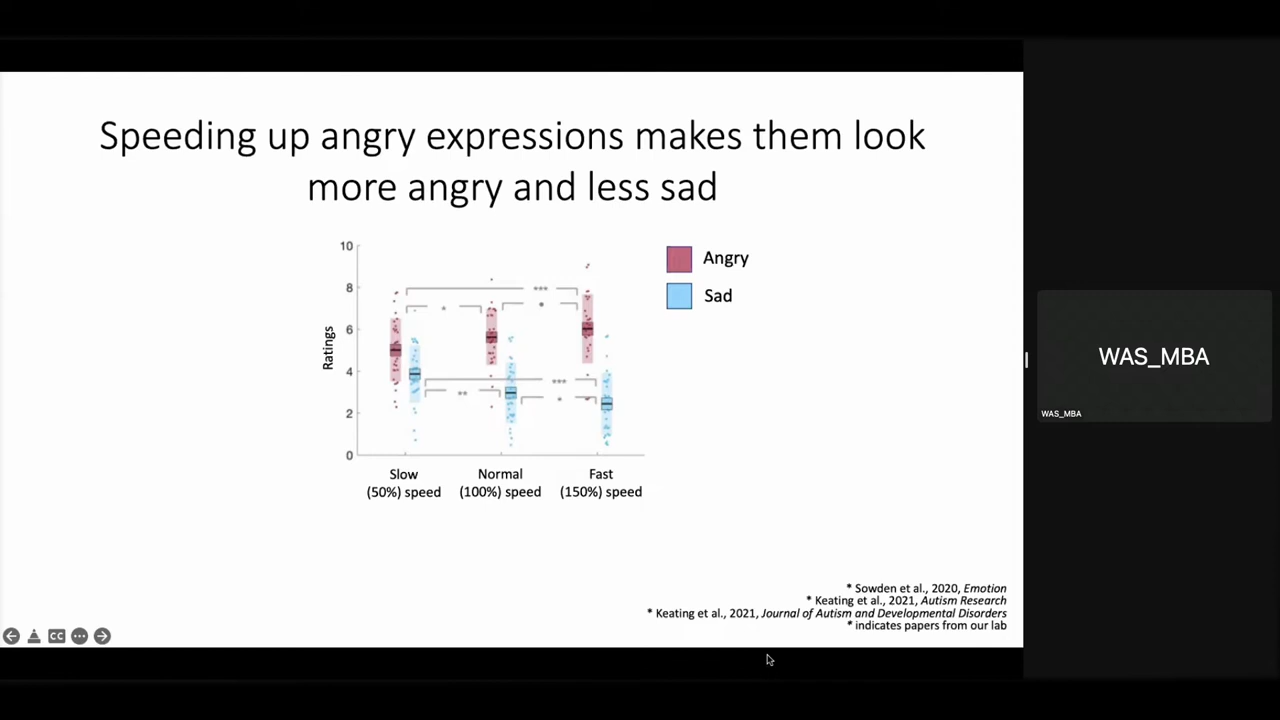 Speeding up angry expressions makes them look
more angry and less sad
Angry
Sad
10
8
6
4
2
0
Ratings
***
*
•
***
**
*
Slow
(50%) speed
Normal
(100%) speed
Fast
(150%) speed
* Sowden et al., 2020, Emotion
* Keating et al., 2021, Autism Research
* Keating et al., 2021, Journal of Autism and Developmental Disorders
* indicates papers from our lab
CC
WAS_MBA
WAS_MBA